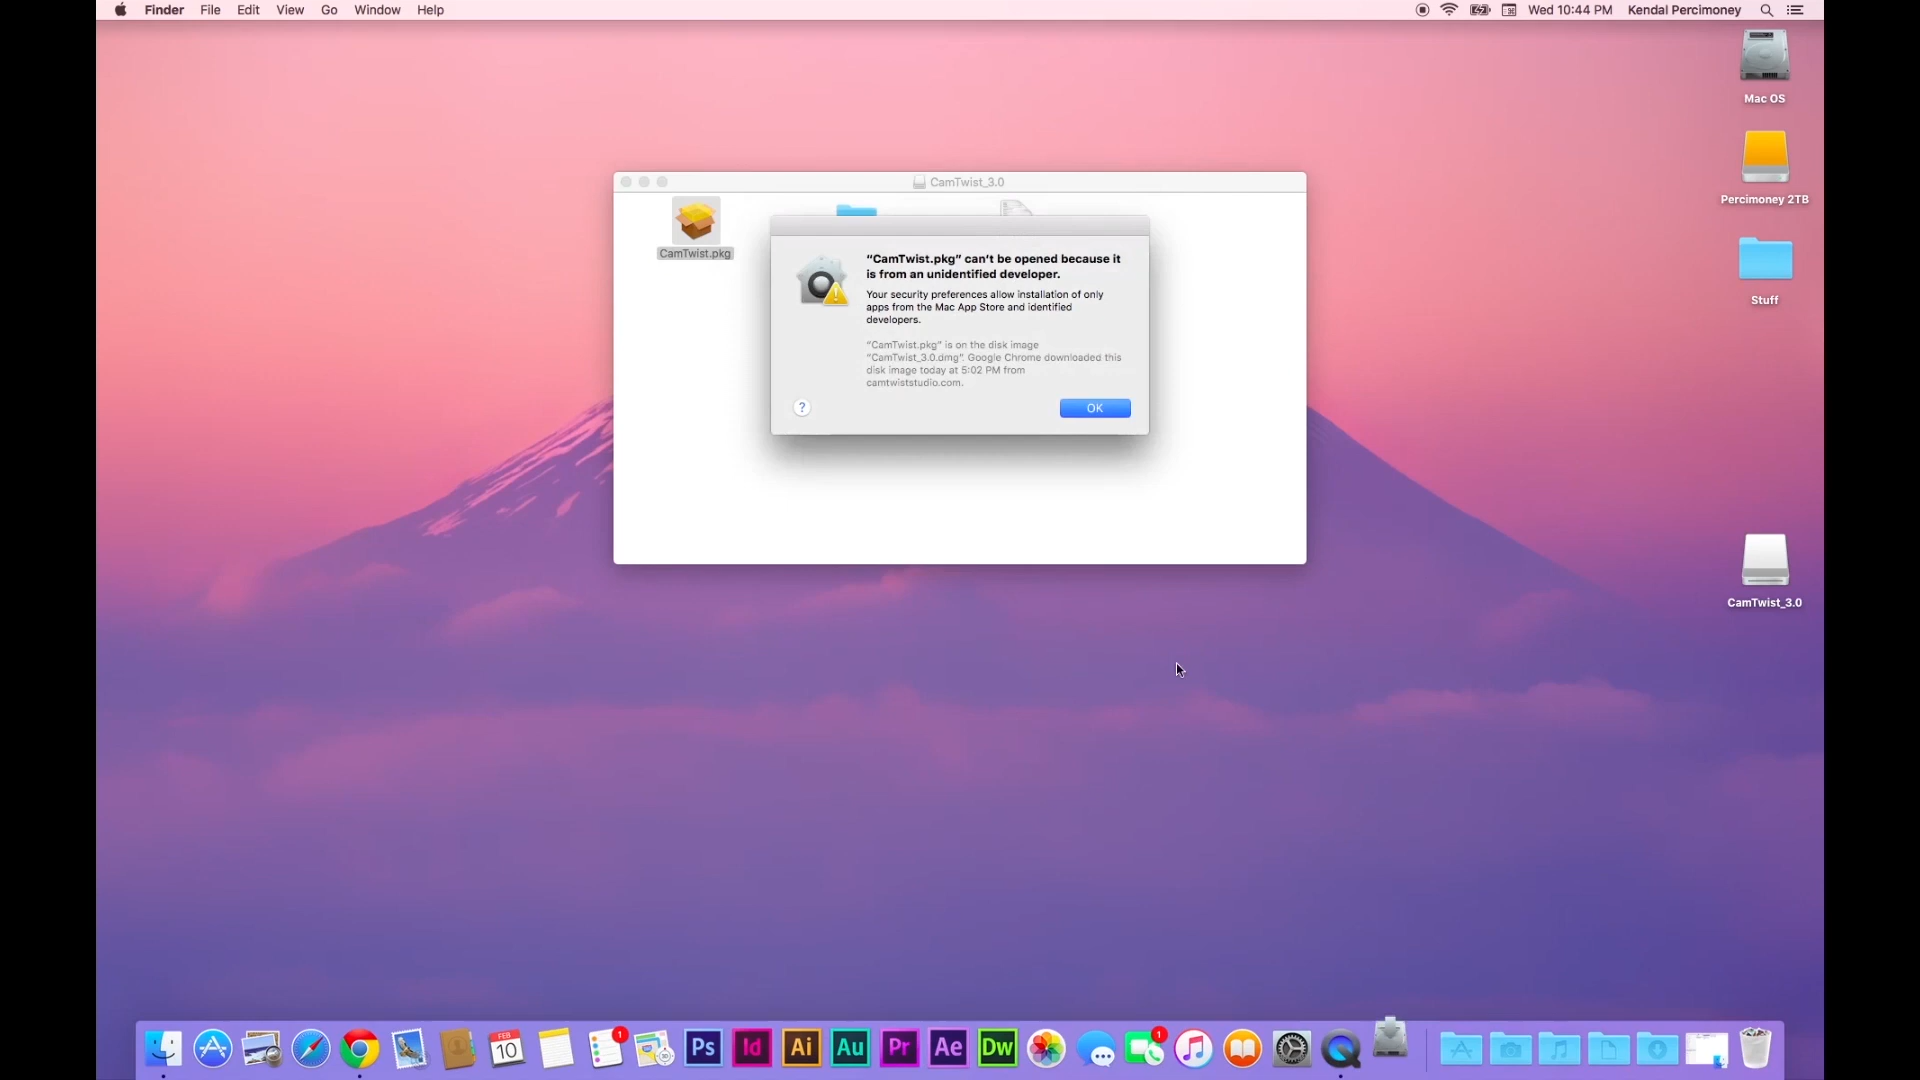 Finder File Edit View Go Window Help
Wed 10:44 PM Kendal Percimoney
Mac OS
Percimoney 2TB
Stuff
CamTwist_3.0
CamTwist_3.0
CamTwist.pkg
“CamTwist.pkg” can’t be opened because it
is from an unidentified developer.
Your security preferences allow installation of only
apps from the Mac App Store and identified
developers.
“CamTwist.pkg” is on the disk image
“CamTwist_3.0.dmg”. Google Chrome downloaded this
disk image today at 5:02 PM from
camtwiststudio.com.
?
OK
FEB
10
1
Ps
Id
Ai
Au
Pr
Ae
Dw
1